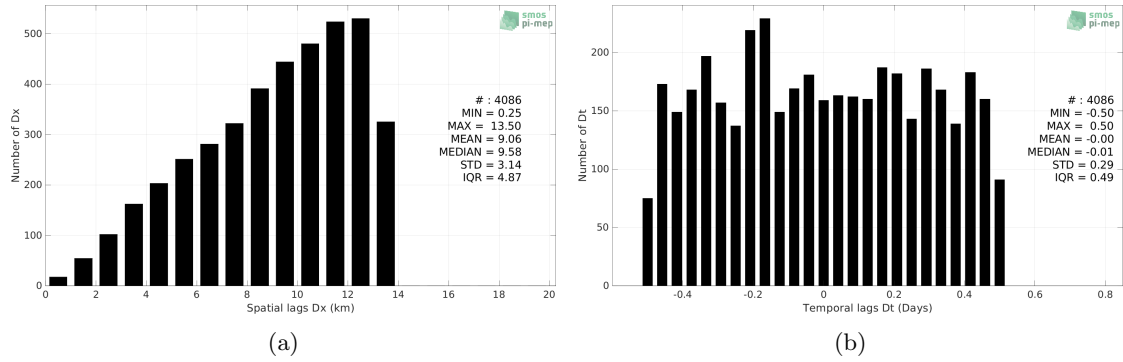 smos
pi-mep
500
400
300
200
100
0
Number of Dx
# : 4086
MIN = 0.25
MAX = 13.50
MEAN = 9.06
MEDIAN = 9.58
STD = 3.14
IQR = 4.87
0 2 4 6 8 10 12 14 16 18 20
Spatial lags Dx (km)
(a)
smos
pi-mep
200
150
100
50
0
Number of Dt
# : 4086
MIN = -0.50
MAX = 0.50
MEAN = -0.00
MEDIAN = -0.01
STD = 0.29
IQR = 0.49
-0.4 -0.2 0 0.2 0.4 0.6 0.8
Temporal lags Dt (Days)
(b)